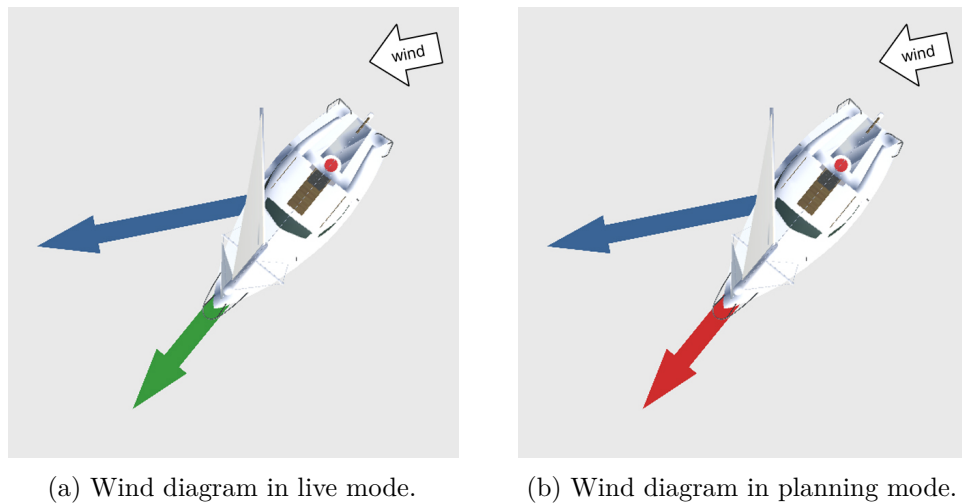 wind
wind
(a) Wind diagram in live mode.
(b) Wind diagram in planning mode.